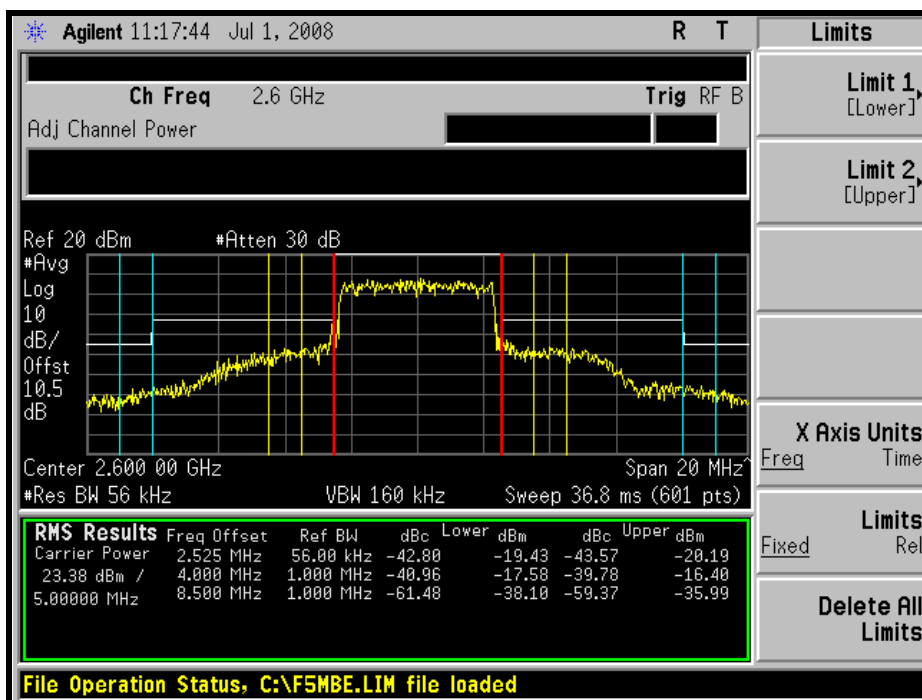 Agilent 11:17:44 Jul 1, 2008 R T
Limits
Ch Freq 2.6 GHz Trig RF B
Adj Channel Power
Limit 1
[Lower]
Limit 2
[Upper]
Ref 20 dBm #Atten 30 dB
#Avg
Log
10
dB/
Offst
10.5
dB
Center 2.600 00 GHz Span 20 MHz^
#Res BW 56 kHz VBW 160 kHz Sweep 36.8 ms (601 pts)
X Axis Units
Freq Time
Limits
Fixed Rel
Delete All
Limits
RMS Results Freq Offset Ref BW dBc Lower dBm dBc Upper dBm
Carrier Power 2.525 MHz 56.00 kHz -42.80 -19.43 -43.57 -20.19
23.38 dBm / 4.000 MHz 1.000 MHz -40.96 -17.58 -39.78 -16.40
5.00000 MHz 8.500 MHz 1.000 MHz -61.48 -38.10 -59.37 -35.99
File Operation Status, C:\F5MBE.LIM file loaded